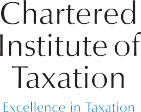 Chartered
Institute of
Taxation
Excellence in Taxation